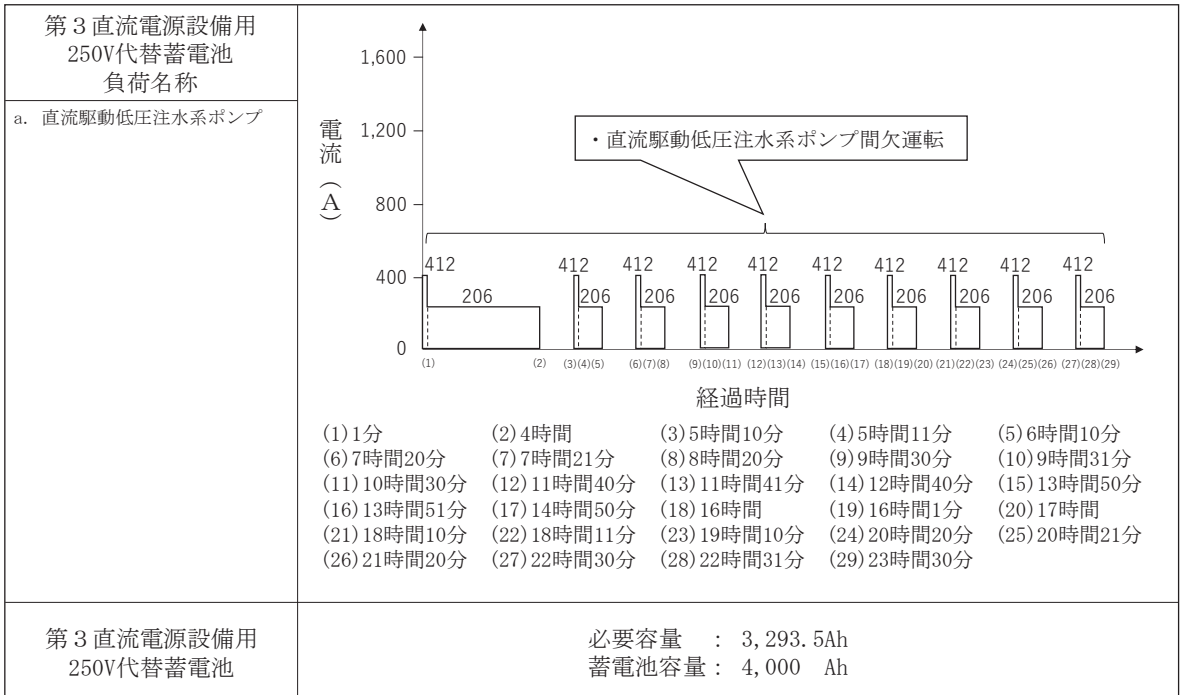 第３直流電源設備用
250V代替蓄電池
負荷名称
a. 直流駆動低圧注水系ポンプ
電流（A）
1,600
1,200
800
400
0
・直流駆動低圧注水系ポンプ間欠運転
412 412 412 412 412 412 412 412 412 412
206 206 206 206 206 206 206 206 206 206
(1) (2) (3)(4)(5) (6)(7)(8) (9)(10)(11) (12)(13)(14) (15)(16)(17) (18)(19)(20) (21)(22)(23) (24)(25)(26) (27)(28)(29)
経過時間
(1)1分 (2)4時間 (3)5時間10分 (4)5時間11分 (5)6時間10分
(6)7時間20分 (7)7時間21分 (8)8時間20分 (9)9時間30分 (10)9時間31分
(11)10時間30分 (12)11時間40分 (13)11時間41分 (14)12時間40分 (15)13時間50分
(16)13時間51分 (17)14時間50分 (18)16時間 (19)16時間1分 (20)17時間
(21)18時間10分 (22)18時間11分 (23)19時間10分 (24)20時間20分 (25)20時間21分
(26)21時間20分 (27)22時間30分 (28)22時間31分 (29)23時間30分
第３直流電源設備用
250V代替蓄電池
必要容量 : 3,293.5Ah
蓄電池容量: 4,000 Ah